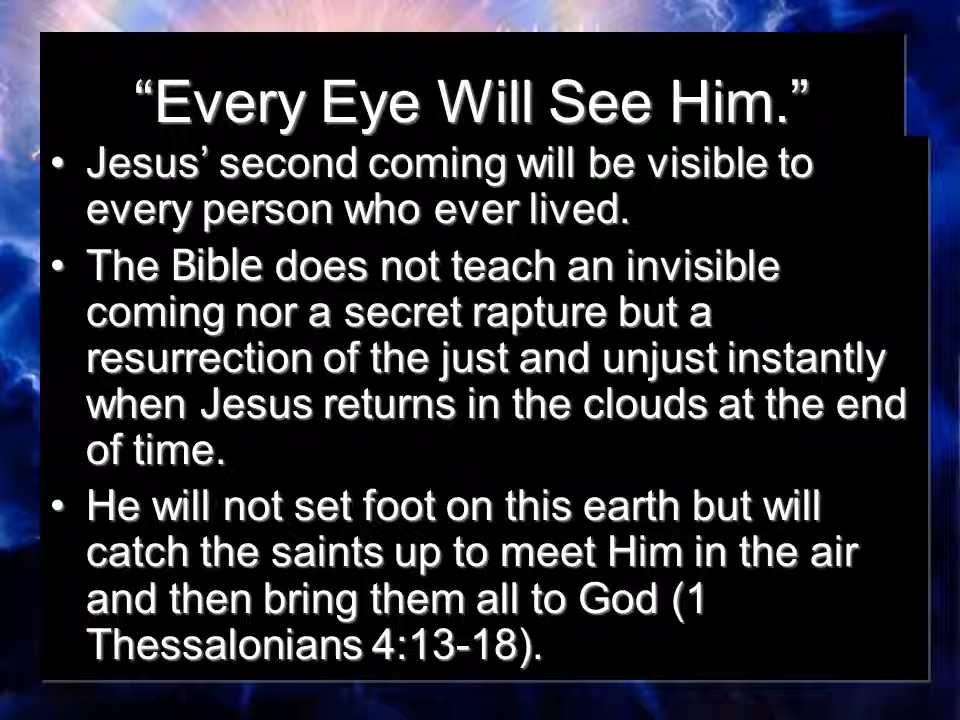 “Every Eye Will See Him.”
• Jesus’ second coming will be visible to
every person who ever lived.
• The Bible does not teach an invisible
coming nor a secret rapture but a
resurrection of the just and unjust instantly
when Jesus returns in the clouds at the end
of time.
• He will not set foot on this earth but will
catch the saints up to meet Him in the air
and then bring them all to God (1
Thessalonians 4:13-18).